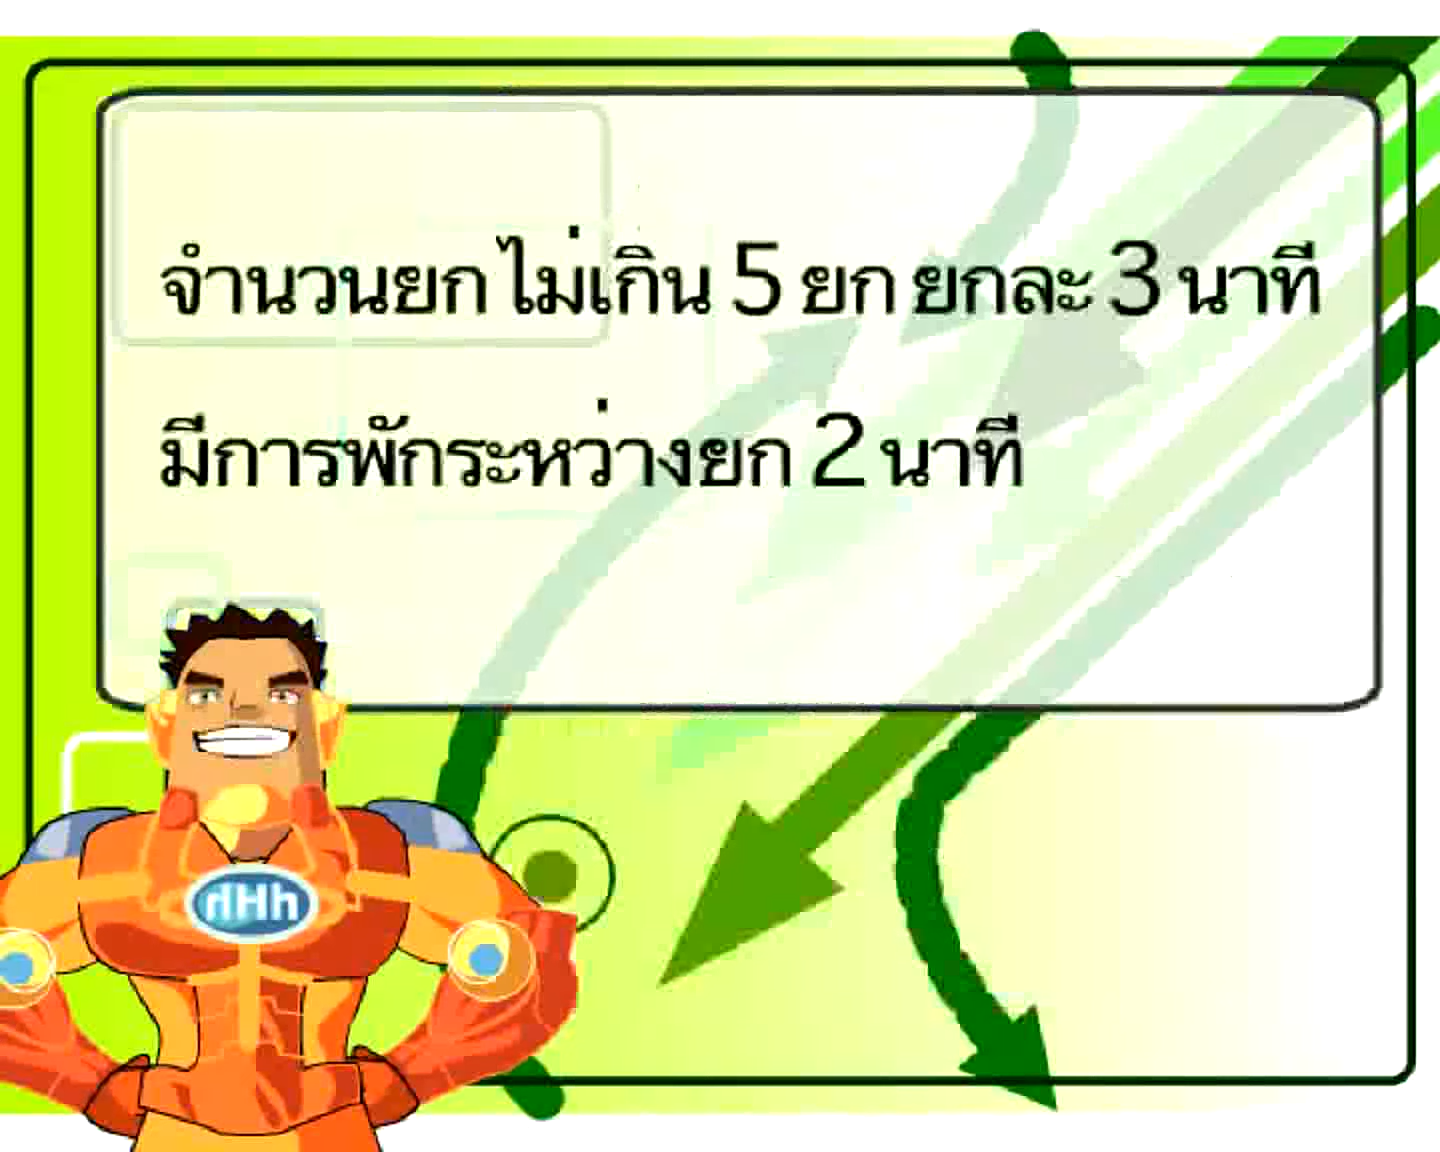 จำนวนยก ไม่เกิน 5 ยก ยกละ 3 นาที
มีการพักระหว่างยก 2 นาที